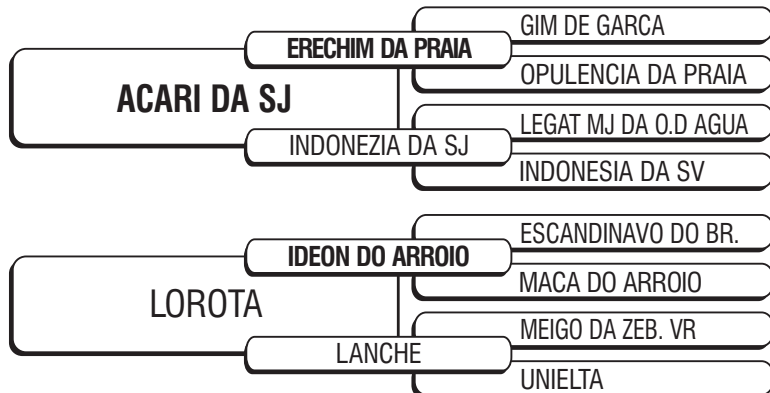 GIM DE GARCA
ERECHIM DA PRAIA
OPULENCIA DA PRAIA
ACARI DA SJ
LEGAT MJ DA O.D AGUA
INDONEZIA DA SJ
INDONESIA DA SV
ESCANDINAVO DO BR.
IDEON DO ARROIO
MACA DO ARROIO
LOROTA
MEIGO DA ZEB. VR
LANCHE
UNIELTA